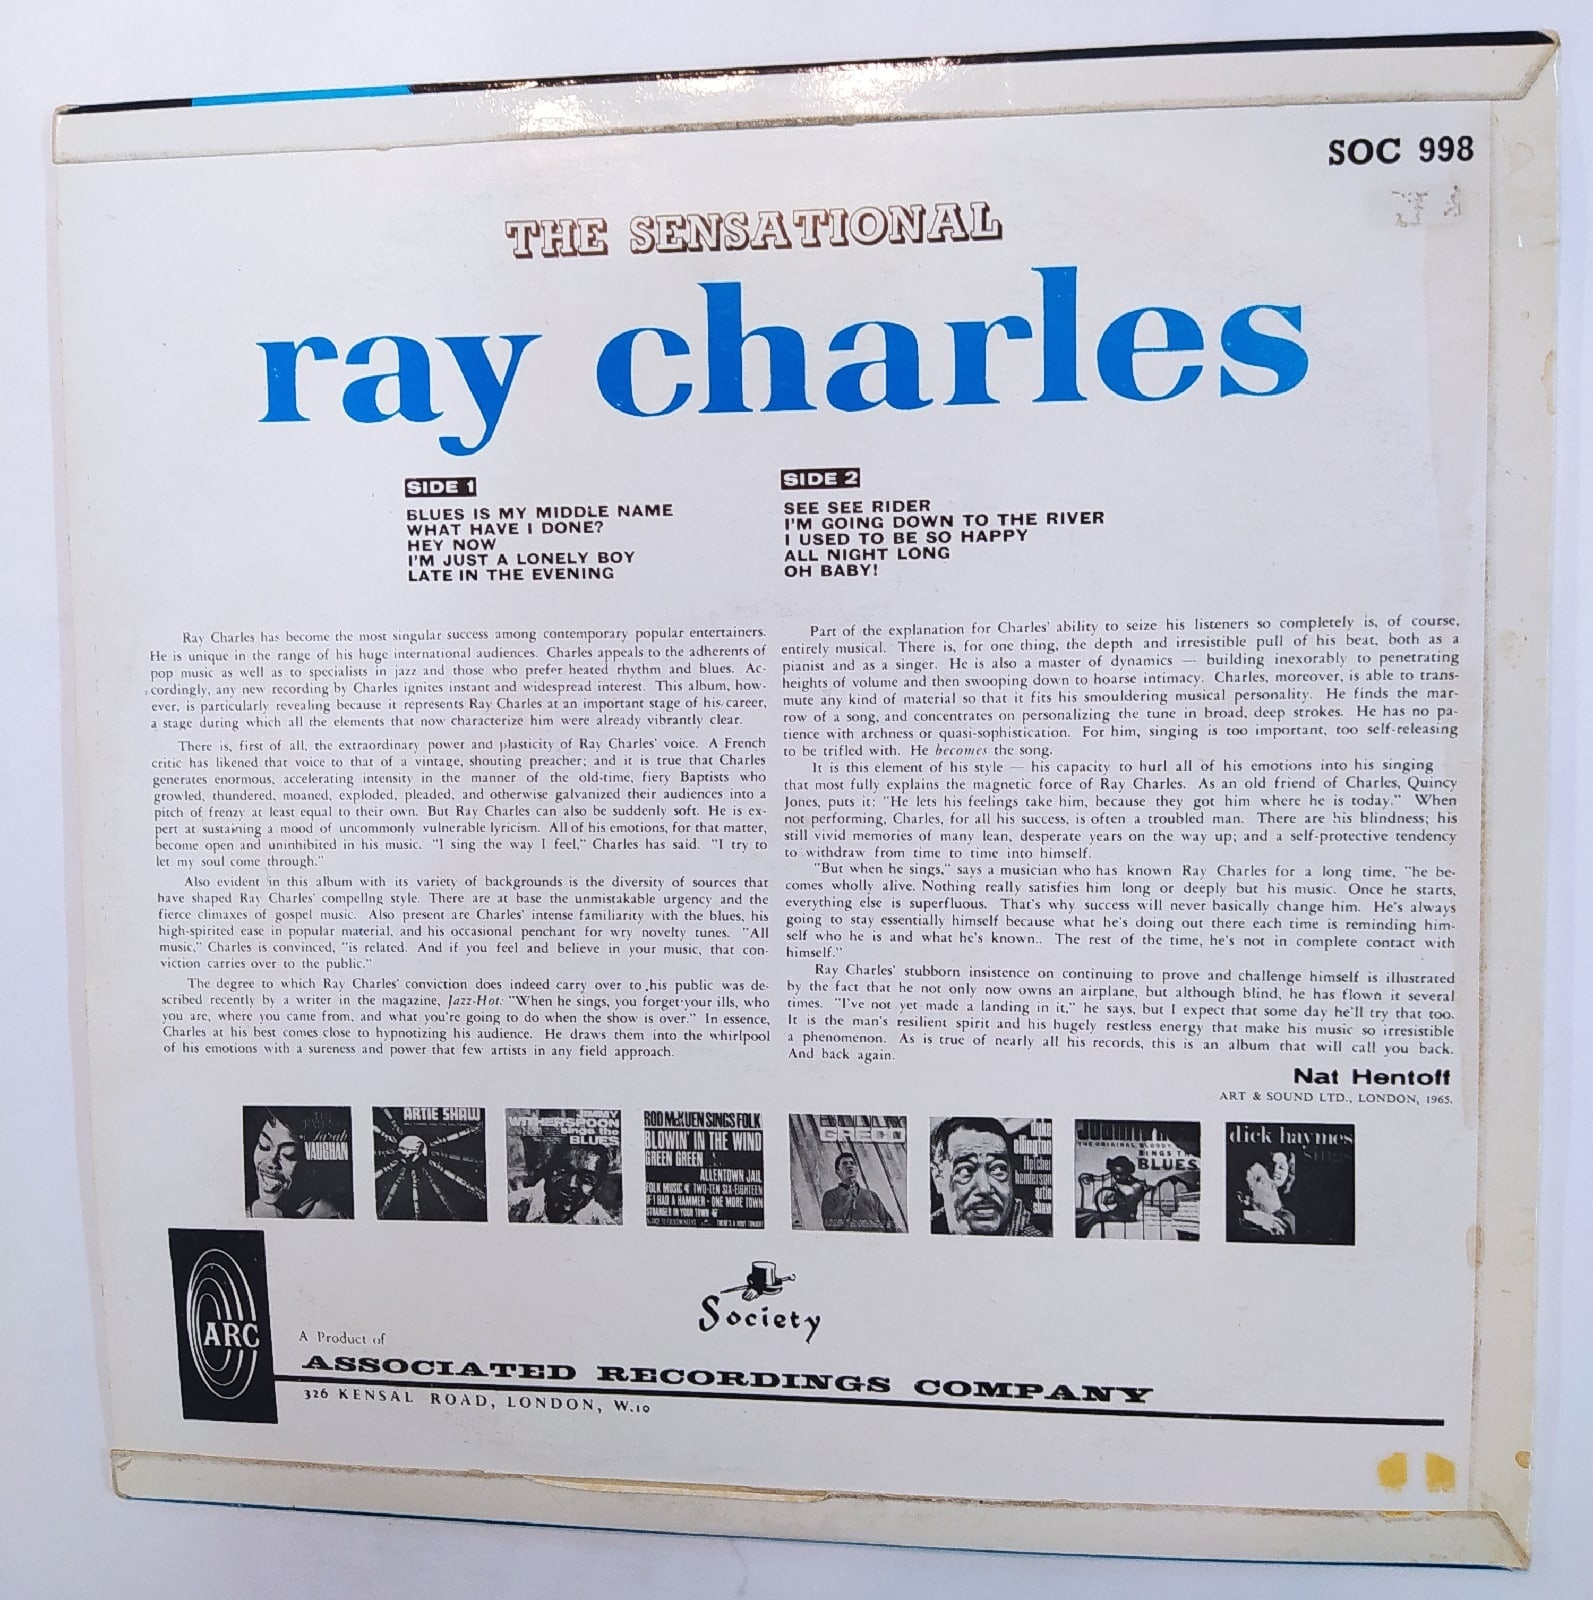 SOC 998
THE SENSATIONAL
ray charles
SIDE 1
BLUES IS MY MIDDLE NAME
WHAT HAVE I DONE?
HEY NOW
I'M JUST A LONELY BOY
LATE IN THE EVENING
SIDE 2
SEE SEE RIDER
I'M GOING DOWN TO THE RIVER
I USED TO BE SO HAPPY
ALL NIGHT LONG
OH BABY!
Ray Charles has become the most singular success among contemporary popular entertainers.
He is unique in the range of his huge international audiences. Charles appeals to the adherents of
pop music as well as to specialists in jazz and those who prefer heated rhythm and blues. Ac-
cordingly, any new recording by Charles ignites instant and widespread interest. This album, how-
ever, is particularly revealing because it represents Ray Charles at an important stage of his career,
a stage during which all the elements that now characterize him were already vibrantly clear.
There is, first of all, the extraordinary power and plasticity of Ray Charles' voice. A French
critic has likened that voice to that of a vintage, shouting preacher; and it is true that Charles
generates enormous, accelerating intensity in the manner of the old-time, fiery Baptists who
growled, thundered, moaned, exploded, pleaded, and otherwise galvanized their audiences into a
pitch of frenzy at least equal to their own. But Ray Charles can also be suddenly soft. He is ex-
pert at sustaining a mood of uncommonly vulnerable lyricism. All of his emotions, for that matter,
become open and uninhibited in his music. "I sing the way I feel," Charles has said. "I try to
let my soul come through."
Also evident in this album with its variety of backgrounds is the diversity of sources that
have shaped Ray Charles' compellng style. There are at base the unmistakable urgency and the
fierce climaxes of gospel music. Also present are Charles' intense familiarity with the blues, his
high-spirited ease in popular material, and his occasional penchant for wry novelty tunes. "All
music," Charles is convinced, "is related. And if you feel and believe in your music, that con-
viction carries over to the public."
The degree to which Ray Charles' conviction does indeed carry over to his public was de-
scribed recently by a writer in the magazine, Jazz-Hot: "When he sings, you forget your ills, who
you are, where you came from, and what you're going to do when the show is over." In essence,
Charles at his best comes close to hypnotizing his audience. He draws them into the whirlpool
of his emotions with a sureness and power that few artists in any field approach.
Part of the explanation for Charles' ability to seize his listeners so completely is, of course,
entirely musical. There is, for one thing, the depth and irresistible pull of his beat, both as a
pianist and as a singer. He is also a master of dynamics — building inexorably to penetrating
heights of volume and then swooping down to hoarse intimacy. Charles, moreover, is able to trans-
mute any kind of material so that it fits his smouldering musical personality. He finds the mar-
row of a song, and concentrates on personalizing the tune in broad, deep strokes. He has no pa-
tience with archness or quasi-sophistication. For him, singing is too important, too self-releasing
to be trifled with. He becomes the song.
It is this element of his style — his capacity to hurl all of his emotions into his singing
that most fully explains the magnetic force of Ray Charles. As an old friend of Charles, Quincy
Jones, puts it: "He lets his feelings take him, because they got him where he is today." When
not performing, Charles, for all his success, is often a troubled man. There are his blindness; his
still vivid memories of many lean, desperate years on the way up; and a self-protective tendency
to withdraw from time to time into himself.
"But when he sings," says a musician who has known Ray Charles for a long time, "he be-
comes wholly alive. Nothing really satisfies him long or deeply but his music. Once he starts,
everything else is superfluous. That's why success will never basically change him. He's always
going to stay essentially himself because what he's doing out there each time is reminding him-
self who he is and what he's known.. The rest of the time, he's not in complete contact with
himself."
Ray Charles' stubborn insistence on continuing to prove and challenge himself is illustrated
by the fact that he not only now owns an airplane, but although blind, he has flown it several
times. "I've not yet made a landing in it," he says, but I expect that some day he'll try that too.
It is the man's resilient spirit and his hugely restless energy that make his music so irresistible
a phenomenon. As is true of nearly all his records, this is an album that will call you back.
And back again.
Nat Hentoff
ART & SOUND LTD., LONDON, 1965.
Sarah
VAUGHAN
ARTIE SHAW
JIMMY
WITHERSPOON
sings the
BLUES
ROD McKUEN SINGS FOLK
BLOWIN' IN THE WIND
GREEN GREEN
ALLENTOWN JAIL
FOLK MUSIC TWO-TEN SIX-EIGHTEEN
IF I HAD A HAMMER - ONE MORE TOWN
STRANGER IN YOUR TOWN
GRECO
duke
ellington
fletcher
henderson
artie
shaw
SINGS THE
BLUES
dick haymes
SINGS
ARC
Society
A Product of
ASSOCIATED RECORDINGS COMPANY
326 KENSAL ROAD, LONDON, W.10